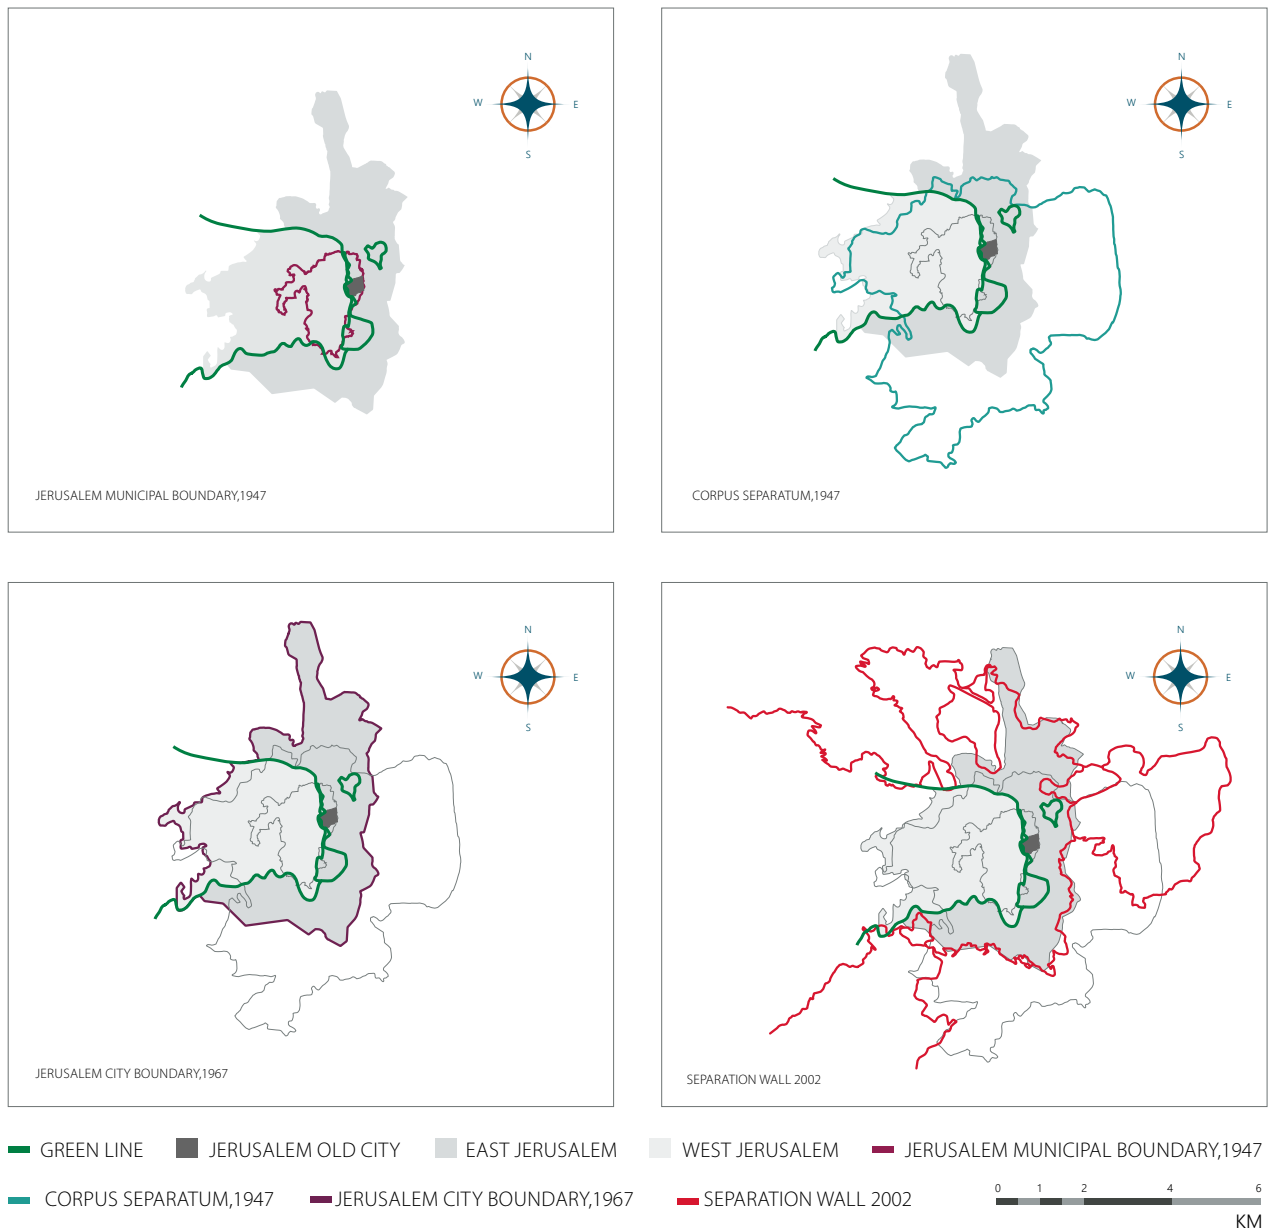 N
W E
S
JERUSALEM MUNICIPAL BOUNDARY,1947
N
W E
S
CORPUS SEPARATUM,1947
N
W E
S
JERUSALEM CITY BOUNDARY,1967
N
W E
S
SEPARATION WALL 2002
GREEN LINE JERUSALEM OLD CITY EAST JERUSALEM WEST JERUSALEM JERUSALEM MUNICIPAL BOUNDARY,1947
CORPUS SEPARATUM,1947 JERUSALEM CITY BOUNDARY,1967 SEPARATION WALL 2002 0 1 2 4 6
KM